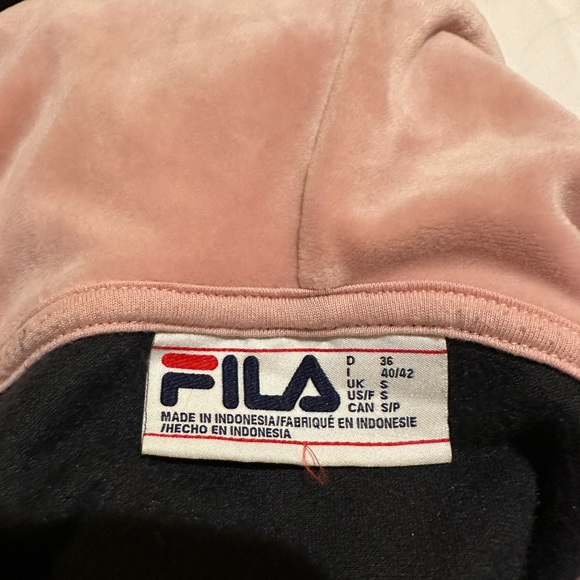 FILA
D 36
I 40/42
UK S
US/F S
CAN S/P
MADE IN INDONESIA/FABRIQUÉ EN INDONESIE
/HECHO EN INDONESIA